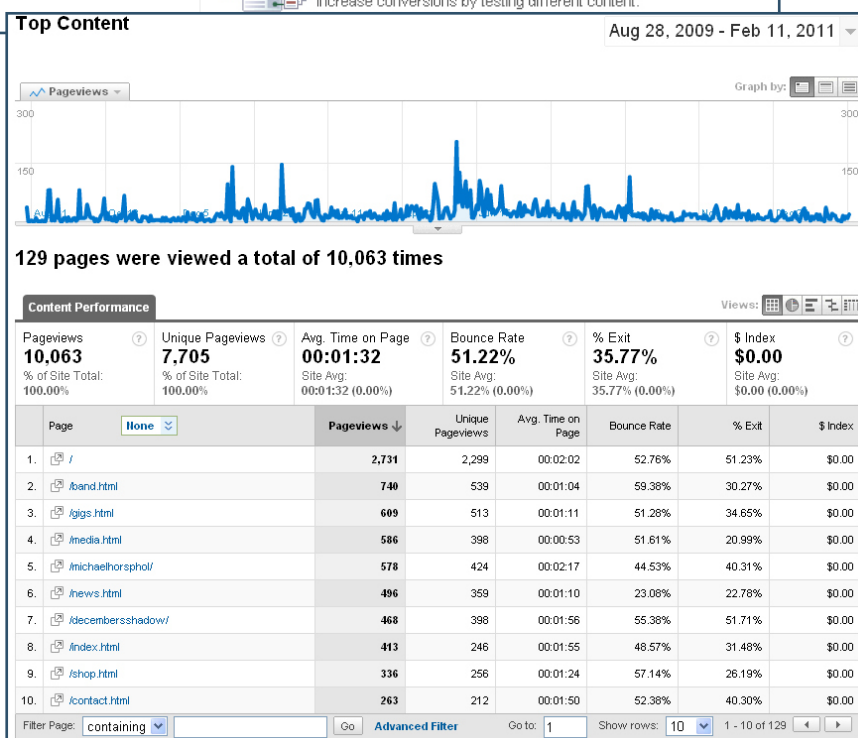 Increase conversions by testing different content.
Top Content
Aug 28, 2009 - Feb 11, 2011
Pageviews
Graph by:
300 300
150 150
129 pages were viewed a total of 10,063 times
Content Performance
Views:
Pageviews Unique Pageviews Avg. Time on Page Bounce Rate % Exit $ Index
10,063 7,705 00:01:32 51.22% 35.77% $0.00
% of Site Total: % of Site Total: Site Avg: Site Avg: Site Avg: Site Avg:
100.00% 100.00% 00:01:32 (0.00%) 51.22% (0.00%) 35.77% (0.00%) $0.00 (0.00%)
Page None Pageviews Unique Pageviews Avg. Time on Page Bounce Rate % Exit $ Index
1. / 2,731 2,299 00:02:02 52.76% 51.23% $0.00
2. /band.html 740 539 00:01:04 59.38% 30.27% $0.00
3. /gigs.html 609 513 00:01:11 51.28% 34.65% $0.00
4. /media.html 586 398 00:00:53 51.61% 20.99% $0.00
5. /michaelhorsphol/ 578 424 00:02:17 44.53% 40.31% $0.00
6. /news.html 496 359 00:01:10 23.08% 22.78% $0.00
7. /decembersshadow/ 468 398 00:01:56 55.38% 51.71% $0.00
8. /index.html 413 246 00:01:55 48.57% 31.48% $0.00
9. /shop.html 336 256 00:01:24 57.14% 26.19% $0.00
10. /contact.html 263 212 00:01:50 52.38% 40.30% $0.00
Filter Page: containing Go Advanced Filter Go to: 1 Show rows: 10 1 - 10 of 129